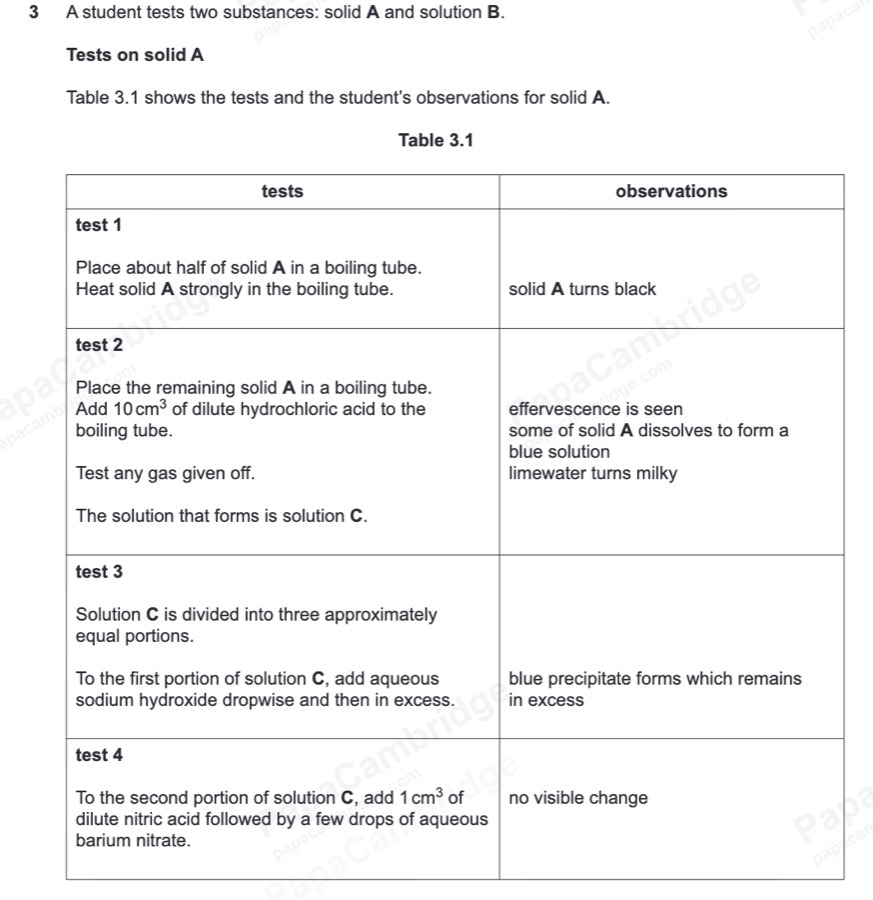 3 A student tests two substances: solid A and solution B.
Tests on solid A
Table 3.1 shows the tests and the student's observations for solid A.
Table 3.1
tests observations
test 1
Place about half of solid A in a boiling tube.
Heat solid A strongly in the boiling tube. solid A turns black
test 2
Place the remaining solid A in a boiling tube.
Add 10 cm³ of dilute hydrochloric acid to the effervescence is seen
boiling tube. some of solid A dissolves to form a
blue solution
Test any gas given off. limewater turns milky
The solution that forms is solution C.
test 3
Solution C is divided into three approximately
equal portions.
To the first portion of solution C, add aqueous blue precipitate forms which remains
sodium hydroxide dropwise and then in excess. in excess
test 4
To the second portion of solution C, add 1 cm³ of no visible change
dilute nitric acid followed by a few drops of aqueous
barium nitrate.
PapaCambridge